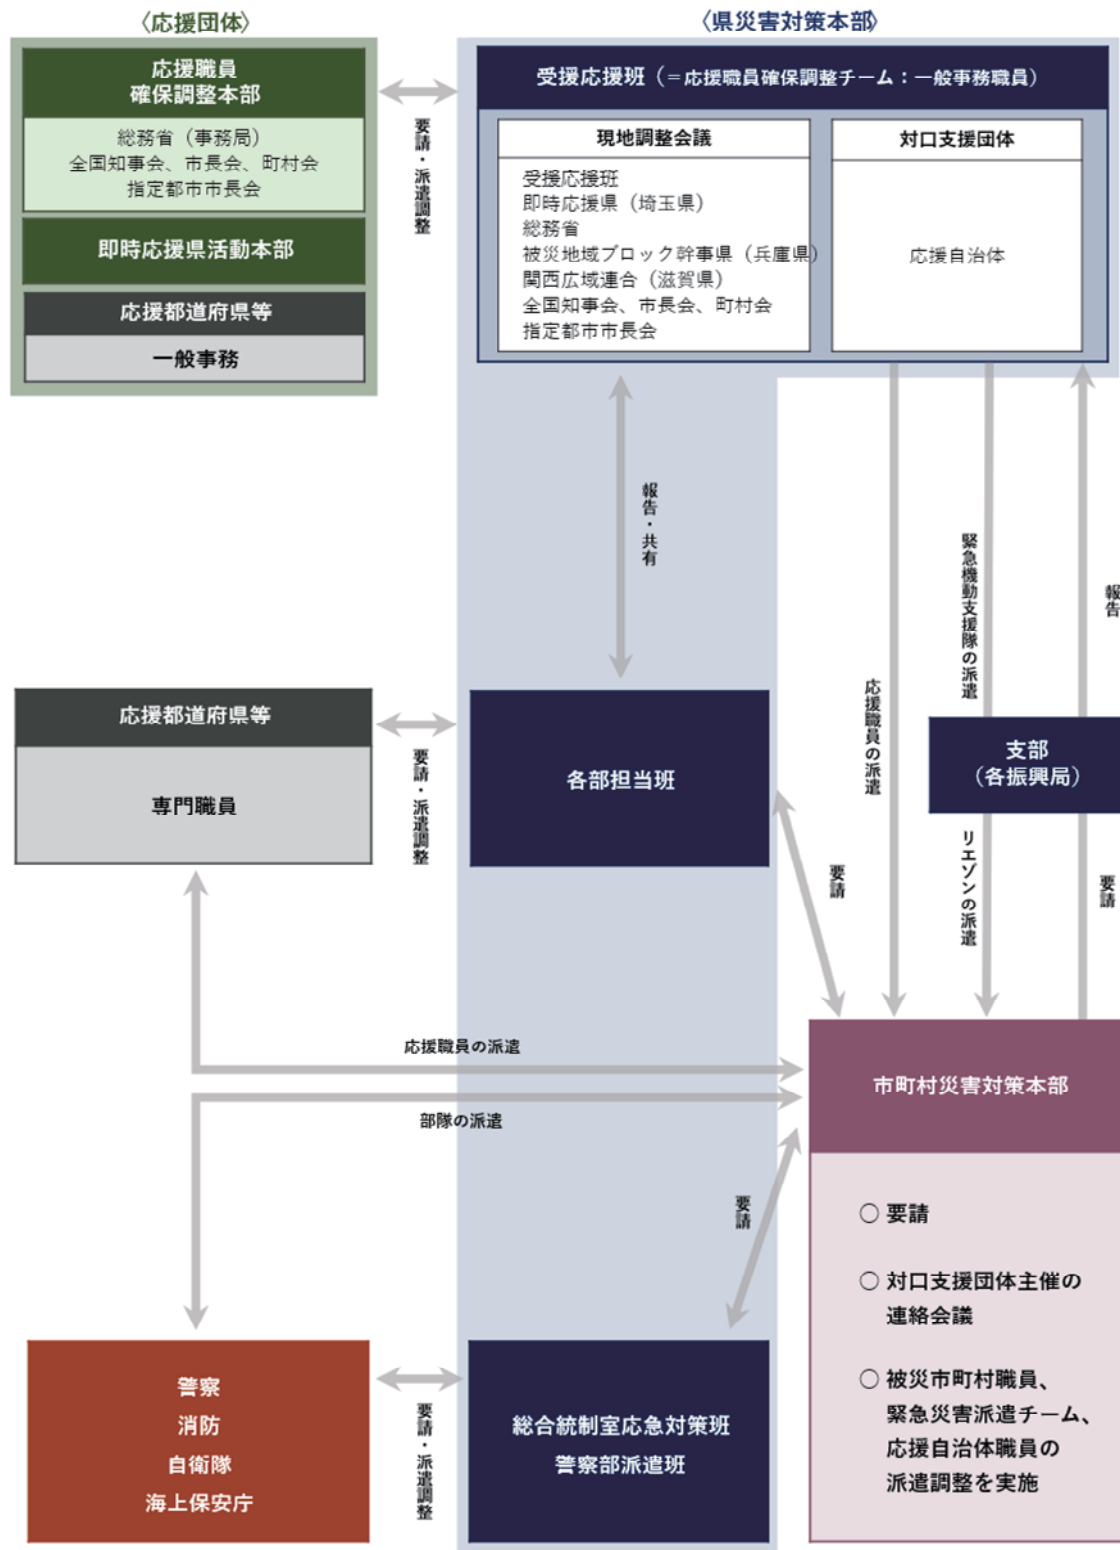 〈応援団体〉
応援職員
確保調整本部
総務省（事務局）
全国知事会、市長会、町村会
指定都市市長会
即時応援県活動本部
応援都道府県等
一般事務
要請・派遣調整
〈県災害対策本部〉
受援応援班（＝応援職員確保調整チーム：一般事務職員）
現地調整会議
受援応援班
即時応援県（埼玉県）
総務省
被災地域ブロック幹事県（兵庫県）
関西広域連合（滋賀県）
全国知事会、市長会、町村会
指定都市市長会
対口支援団体
応援自治体
報告・共有
応援職員の派遣
緊急機動支援隊の派遣
報告
応援都道府県等
専門職員
要請・派遣調整
各部担当班
要請
支部
（各振興局）
リエゾンの派遣
要請
応援職員の派遣
部隊の派遣
要請
市町村災害対策本部
〇 要請
〇 対口支援団体主催の
連絡会議
〇 被災市町村職員、
緊急災害派遣チーム、
応援自治体職員の
派遣調整を実施
警察
消防
自衛隊
海上保安庁
要請・派遣調整
総合統制室応急対策班
警察部派遣班